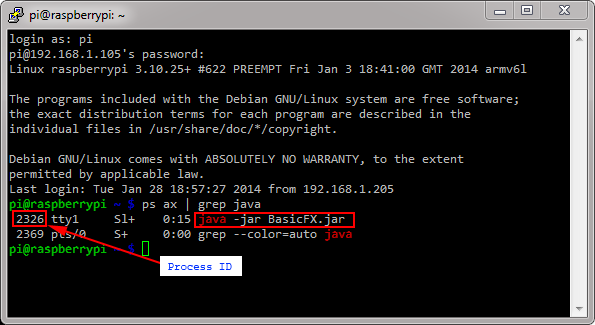 pi@raspberrypi: ~
login as: pi
pi@192.168.1.105's password:
Linux raspberrypi 3.10.25+ #622 PREEMPT Fri Jan 3 18:41:00 GMT 2014 armv6l
The programs included with the Debian GNU/Linux system are free software;
the exact distribution terms for each program are described in the
individual files in /usr/share/doc/*/copyright.
Debian GNU/Linux comes with ABSOLUTELY NO WARRANTY, to the extent
permitted by applicable law.
Last login: Tue Jan 28 18:57:27 2014 from 192.168.1.205
pi@raspberrypi ~ $ ps ax | grep java
2326 tty1 Sl+ 0:15 java -jar BasicFX.jar
2369 pts/0 S+ 0:00 grep --color=auto java
pi@raspberrypi ~ $
Process ID